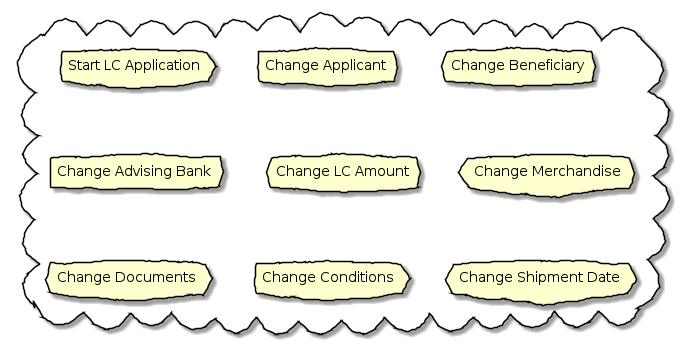 Start LC Application
Change Applicant
Change Beneficiary
Change Advising Bank
Change LC Amount
Change Merchandise
Change Documents
Change Conditions
Change Shipment Date